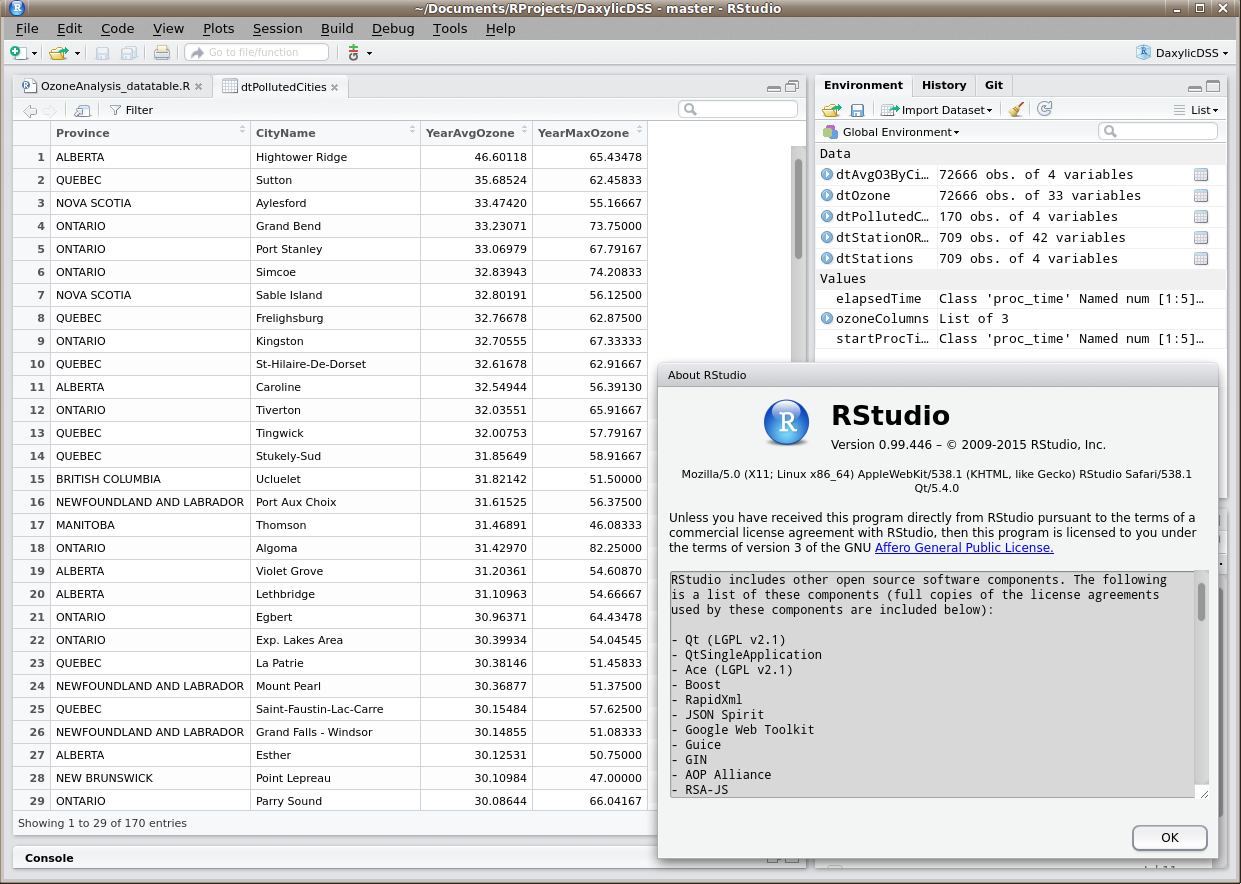 ~/Documents/RProjects/DaxylicDSS - master - RStudio
File Edit Code View Plots Session Build Debug Tools Help
Go to file/function
DaxylicDSS
OzoneAnalysis_datatable.R
dtPollutedCities
Filter
Province CityName YearAvgOzone YearMaxOzone
1 ALBERTA Hightower Ridge 46.60118 65.43478
2 QUEBEC Sutton 35.68524 62.45833
3 NOVA SCOTIA Aylesford 33.47420 55.16667
4 ONTARIO Grand Bend 33.23071 73.75000
5 ONTARIO Port Stanley 33.06979 67.79167
6 ONTARIO Simcoe 32.83943 74.20833
7 NOVA SCOTIA Sable Island 32.80191 56.12500
8 QUEBEC Frelighsburg 32.76678 62.87500
9 ONTARIO Kingston 32.70555 67.33333
10 QUEBEC St-Hilaire-De-Dorset 32.61678 62.91667
11 ALBERTA Caroline 32.54944 56.39130
12 ONTARIO Tiverton 32.03551 65.91667
13 QUEBEC Tingwick 32.00753 57.79167
14 QUEBEC Stukely-Sud 31.85649 58.91667
15 BRITISH COLUMBIA Ucluelet 31.82142 51.50000
16 NEWFOUNDLAND AND LABRADOR Port Aux Choix 31.61525 56.37500
17 MANITOBA Thomson 31.46891 46.08333
18 ONTARIO Algoma 31.42970 82.25000
19 ALBERTA Violet Grove 31.20361 54.60870
20 ALBERTA Lethbridge 31.10963 54.66667
21 ONTARIO Egbert 30.96371 64.43478
22 ONTARIO Exp. Lakes Area 30.39934 54.04545
23 QUEBEC La Patrie 30.38146 51.45833
24 NEWFOUNDLAND AND LABRADOR Mount Pearl 30.36877 51.37500
25 QUEBEC Saint-Faustin-Lac-Carre 30.15484 57.62500
26 NEWFOUNDLAND AND LABRADOR Grand Falls - Windsor 30.14855 51.08333
27 ALBERTA Esther 30.12531 50.75000
28 NEW BRUNSWICK Point Lepreau 30.10984 47.00000
29 ONTARIO Parry Sound 30.08644 66.04167
Showing 1 to 29 of 170 entries
Console
Environment History Git
Import Dataset
List
Global Environment
Data
dtAvgO3ByCi… 72666 obs. of 4 variables
dtOzone 72666 obs. of 33 variables
dtPollutedC… 170 obs. of 4 variables
dtStationOR… 709 obs. of 42 variables
dtStations 709 obs. of 4 variables
Values
elapsedTime Class 'proc_time' Named num [1:5]…
ozoneColumns List of 3
startProcTi… Class 'proc_time' Named num [1:5]…
About RStudio
R
RStudio
Version 0.99.446 – © 2009-2015 RStudio, Inc.
Mozilla/5.0 (X11; Linux x86_64) AppleWebKit/538.1 (KHTML, like Gecko) RStudio Safari/538.1
Qt/5.4.0
Unless you have received this program directly from RStudio pursuant to the terms of a
commercial license agreement with RStudio, then this program is licensed to you under
the terms of version 3 of the GNU Affero General Public License.
RStudio includes other open source software components. The following
is a list of these components (full copies of the license agreements
used by these components are included below):
- Qt (LGPL v2.1)
- QtSingleApplication
- Ace (LGPL v2.1)
- Boost
- RapidXml
- JSON Spirit
- Google Web Toolkit
- Guice
- GIN
- AOP Alliance
- RSA-JS
OK